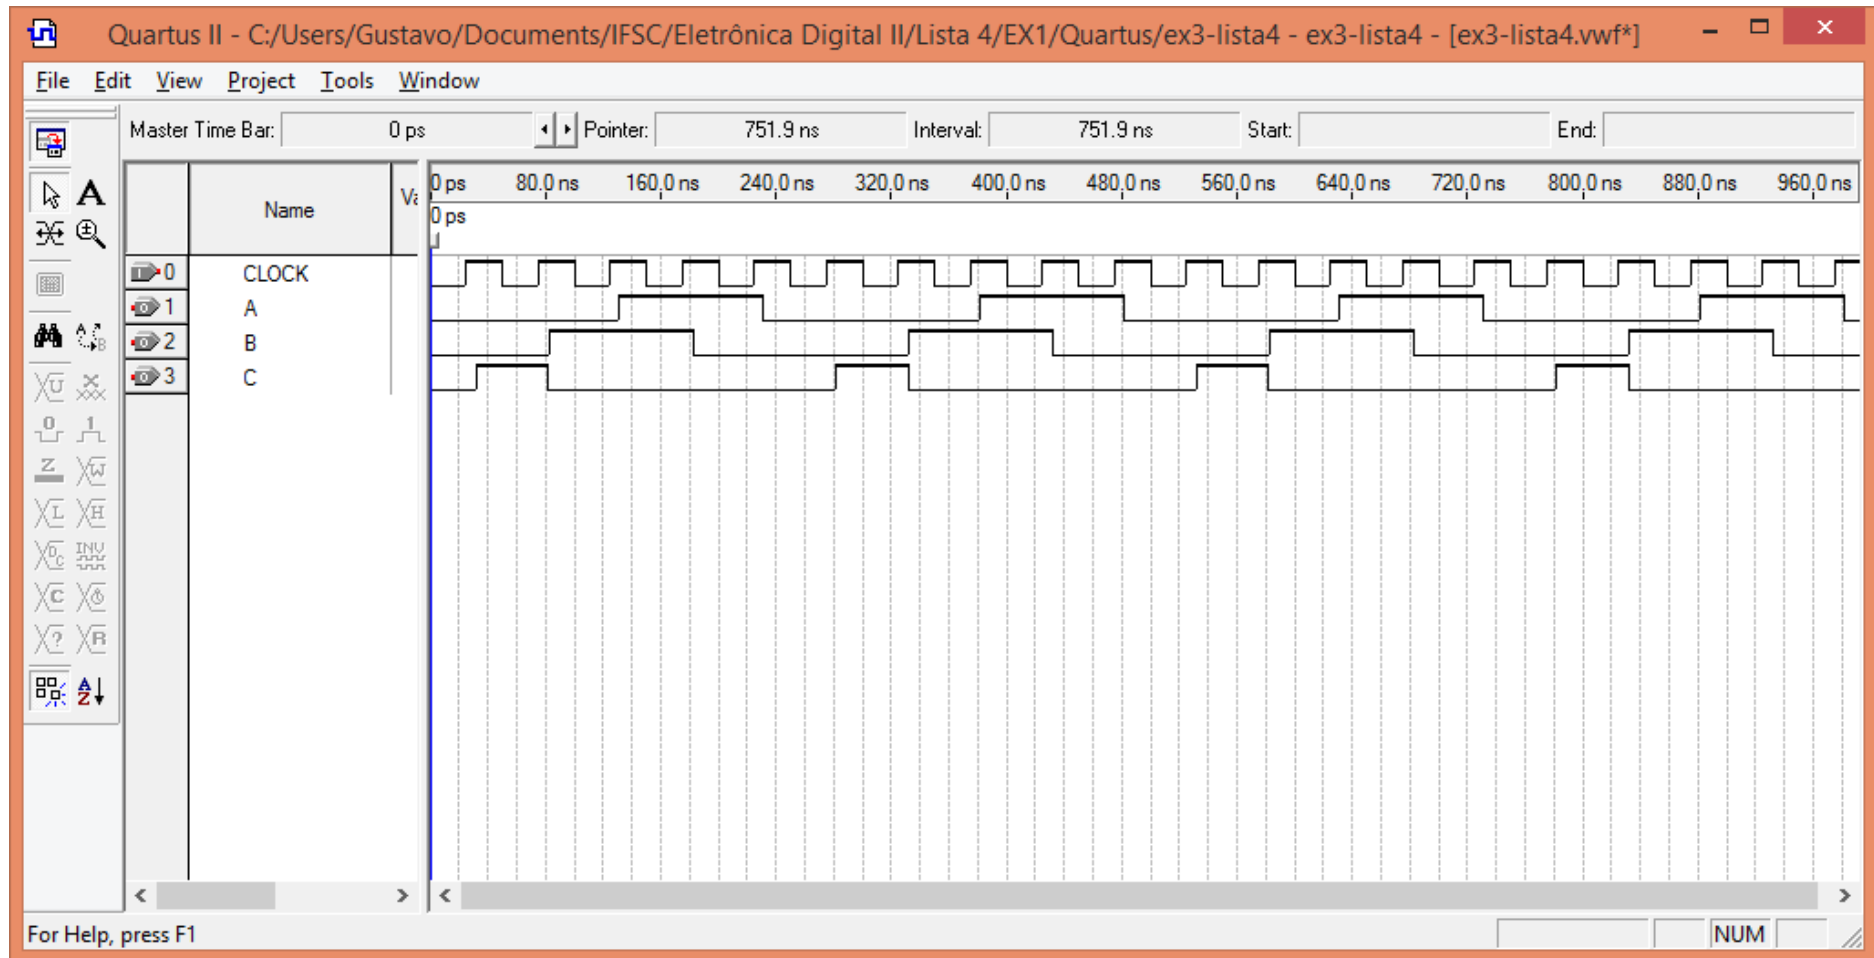 Quartus II - C:/Users/Gustavo/Documents/IFSC/Eletrônica Digital II/Lista 4/EX1/Quartus/ex3-lista4 - ex3-lista4 - [ex3-lista4.vwf*]
File Edit View Project Tools Window
Master Time Bar: 0 ps Pointer: 751.9 ns Interval: 751.9 ns Start: End:
A
Name
Va
0 ps 80.0 ns 160.0 ns 240.0 ns 320.0 ns 400.0 ns 480.0 ns 560.0 ns 640.0 ns 720.0 ns 800.0 ns 880.0 ns 960.0 ns
0 ps
0 CLOCK
1 A
2 B
3 C
For Help, press F1
NUM